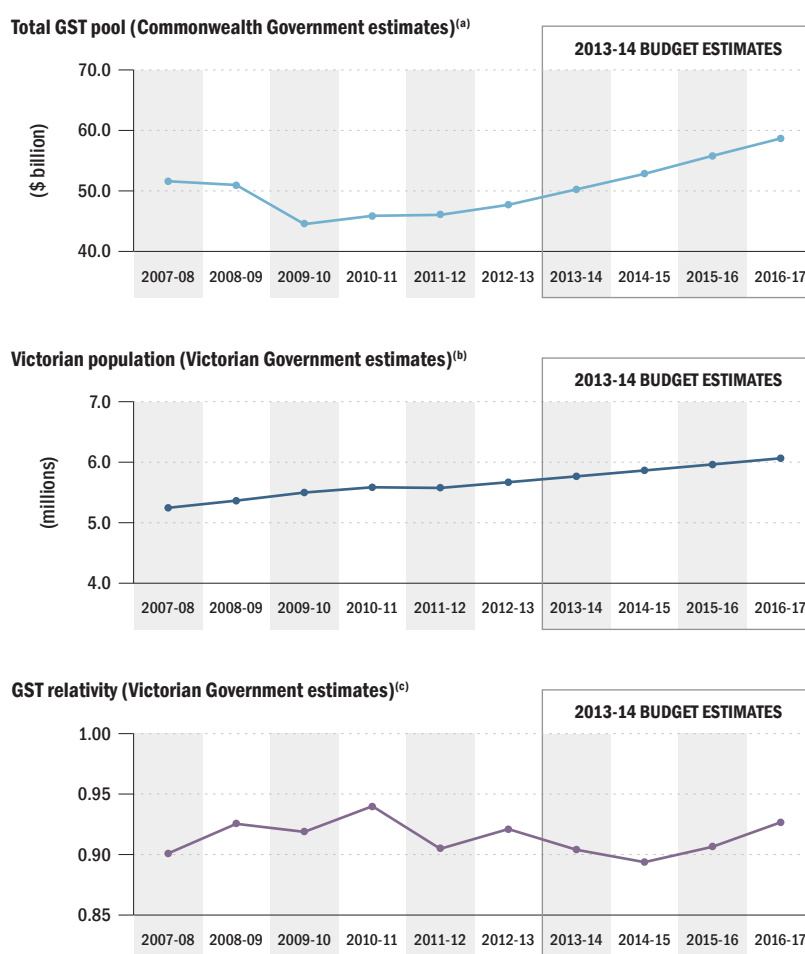 Total GST pool (Commonwealth Government estimates)(a)
2013-14 BUDGET ESTIMATES
70.0
60.0
50.0
40.0
($ billion)
2007-08 2008-09 2009-10 2010-11 2011-12 2012-13 2013-14 2014-15 2015-16 2016-17
Victorian population (Victorian Government estimates)(b)
2013-14 BUDGET ESTIMATES
7.0
6.0
5.0
4.0
(millions)
2007-08 2008-09 2009-10 2010-11 2011-12 2012-13 2013-14 2014-15 2015-16 2016-17
GST relativity (Victorian Government estimates)(c)
2013-14 BUDGET ESTIMATES
1.00
0.95
0.90
0.85
2007-08 2008-09 2009-10 2010-11 2011-12 2012-13 2013-14 2014-15 2015-16 2016-17